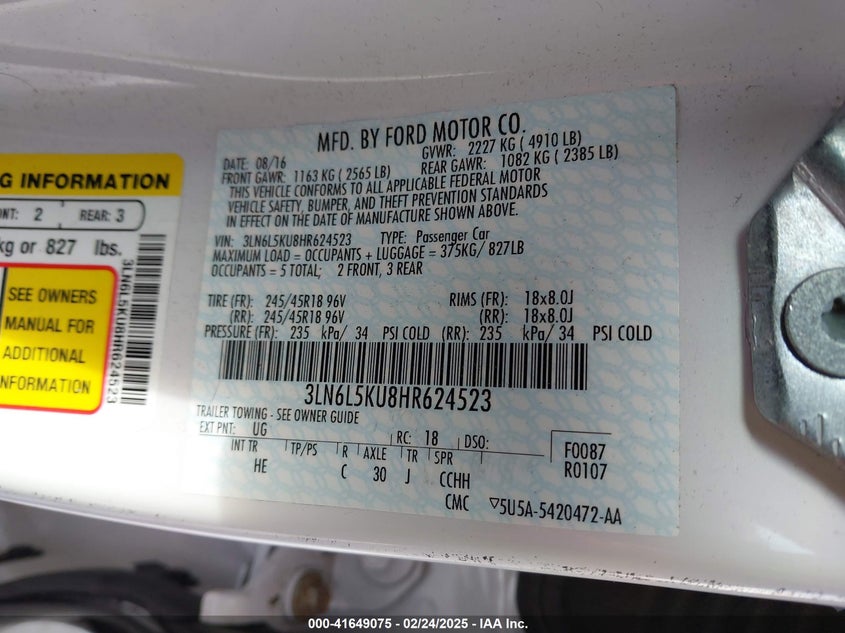 G INFORMATION
NT: 2 REAR: 3
kg or 827 lbs.
SEE OWNERS
MANUAL FOR
ADDITIONAL
INFORMATION
3LN6L5KU8HR624523
MFD. BY FORD MOTOR CO.
DATE: 08/16 GVWR: 2227 KG ( 4910 LB)
FRONT GAWR: 1163 KG ( 2565 LB) REAR GAWR: 1082 KG ( 2385 LB)
THIS VEHICLE CONFORMS TO ALL APPLICABLE FEDERAL MOTOR
VEHICLE SAFETY, BUMPER, AND THEFT PREVENTION STANDARDS
IN EFFECT ON THE DATE OF MANUFACTURE SHOWN ABOVE.
VIN: 3LN6L5KU8HR624523 TYPE: Passenger Car
MAXIMUM LOAD = OCCUPANTS + LUGGAGE = 375KG/ 827LB
OCCUPANTS = 5 TOTAL; 2 FRONT, 3 REAR
TIRE (FR): 245/45R18 96V RIMS (FR): 18x8.0J
(RR): 245/45R18 96V (RR): 18x8.0J
PRESSURE (FR): 235 kPa/ 34 PSI COLD (RR): 235 kPa/ 34 PSI COLD
3LN6L5KU8HR624523
TRAILER TOWING - SEE OWNER GUIDE
EXT PNT: UG RC: 18 DSO:
INT TR TP/PS R AXLE TR SPR
HE C 30 J CCHH
F0087
R0107
CMC ▽5U5A-5420472-AA
000-41649075 - 02/24/2025 - IAA Inc.